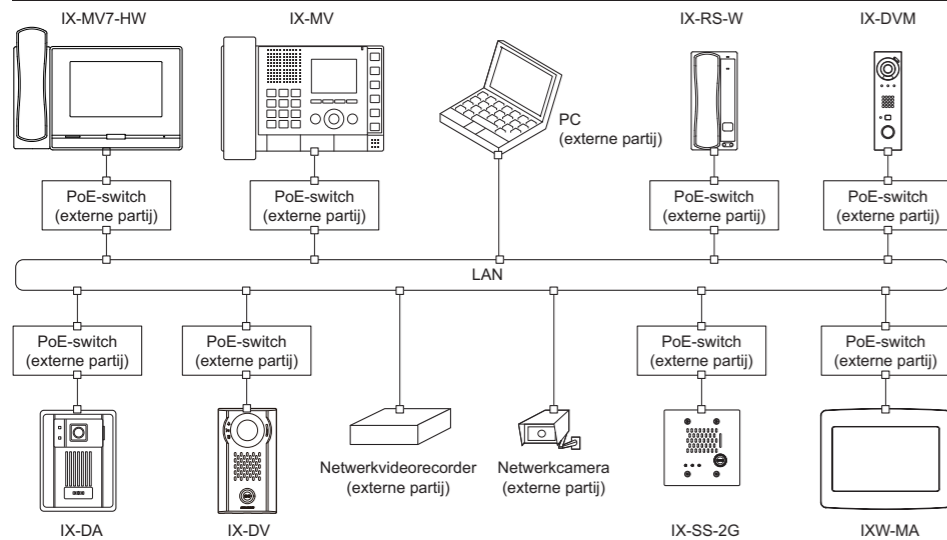 IX-MV7-HW
IX-MV
IX-RS-W
IX-DVM
PC
(externe partij)
PoE-switch
(externe partij)
PoE-switch
(externe partij)
PoE-switch
(externe partij)
PoE-switch
(externe partij)
LAN
PoE-switch
(externe partij)
PoE-switch
(externe partij)
PoE-switch
(externe partij)
PoE-switch
(externe partij)
Netwerkvideorecorder
(externe partij)
Netwerkcamera
(externe partij)
IX-DA
IX-DV
IX-SS-2G
IXW-MA